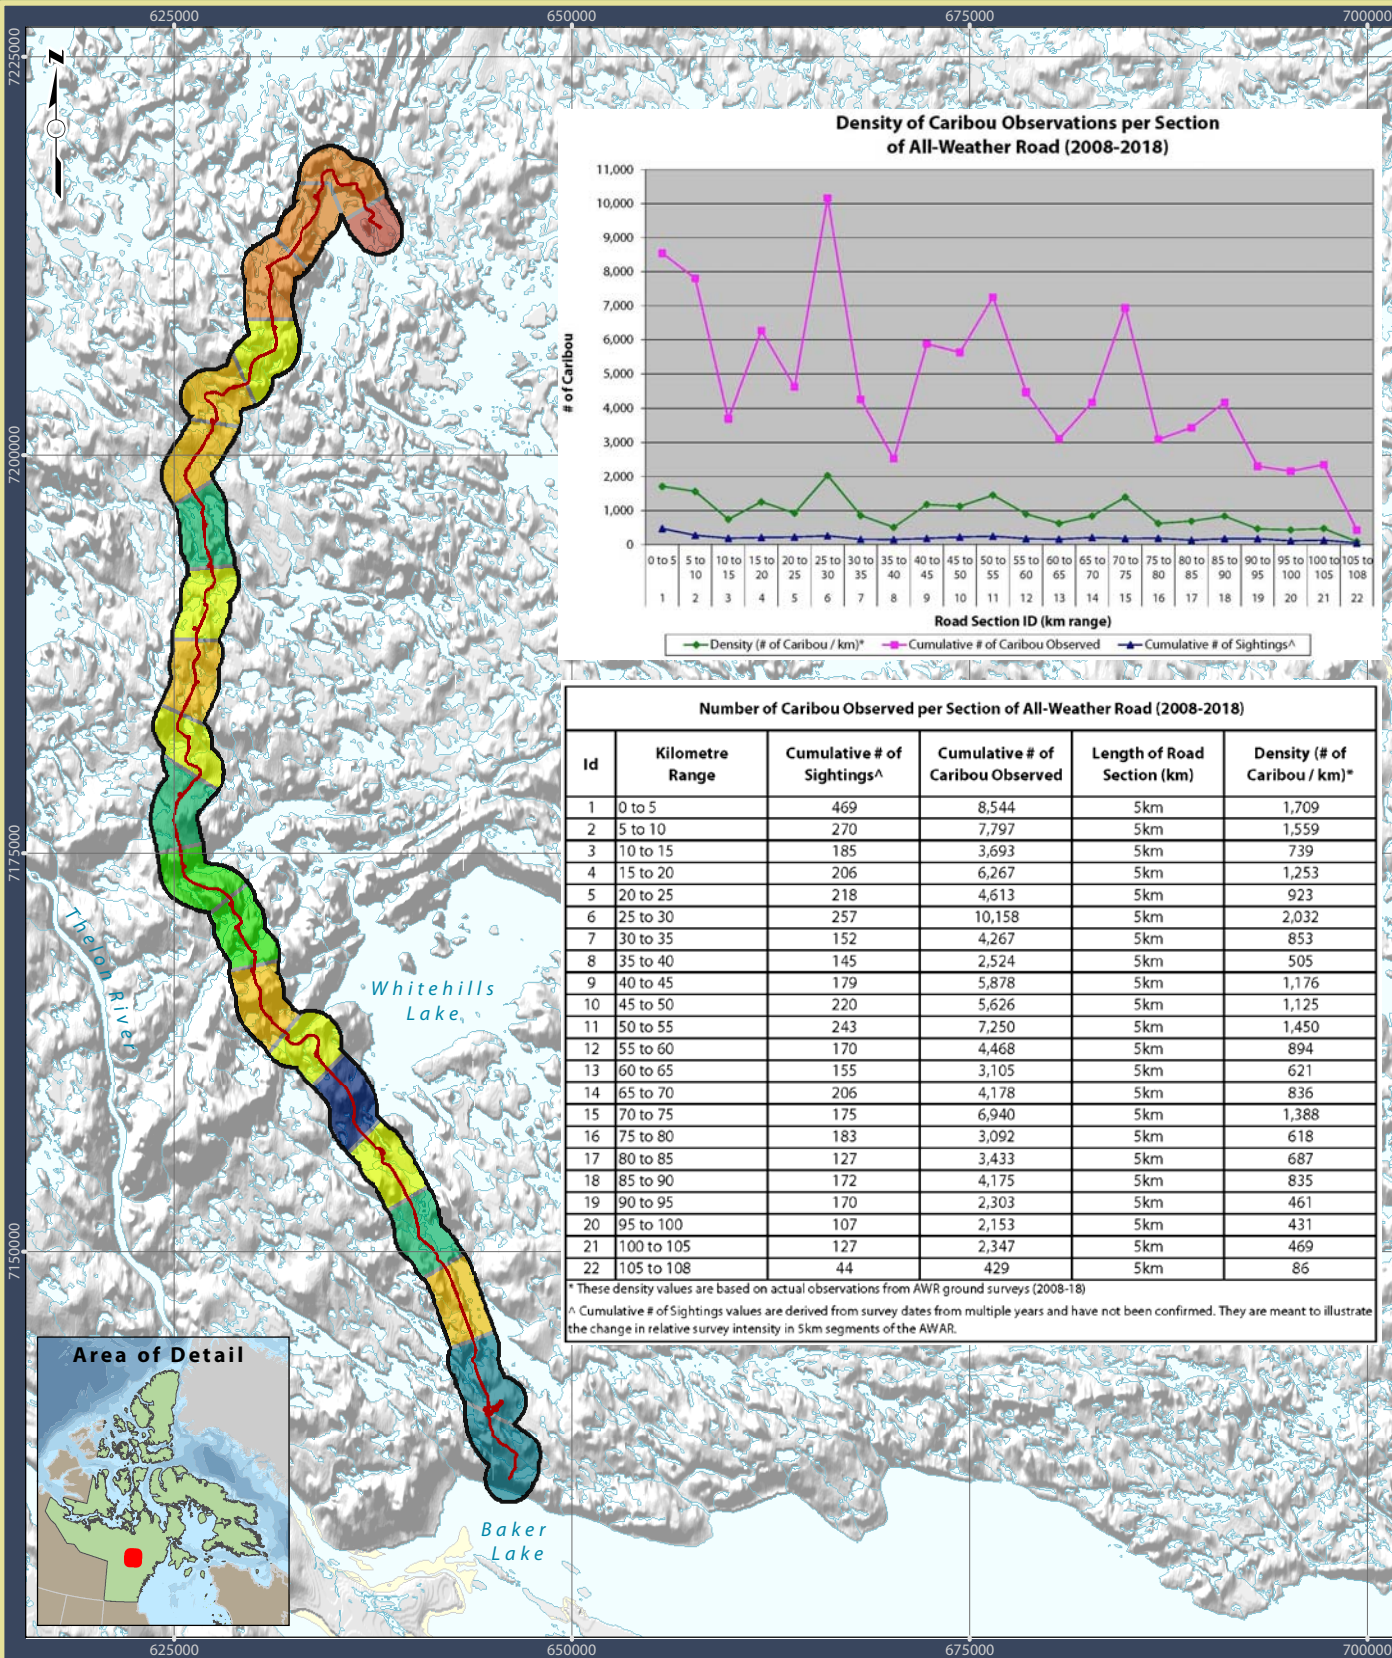 625000
650000
675000
700000
7225000
7200000
7175000
7150000
N
Density of Caribou Observations per Section
of All-Weather Road (2008-2018)
# of Caribou
11,000
10,000
9,000
8,000
7,000
6,000
5,000
4,000
3,000
2,000
1,000
0
0 to 5 5 to 10 10 to 15 15 to 20 20 to 25 25 to 30 30 to 35 35 to 40 40 to 45 45 to 50 50 to 55 55 to 60 60 to 65 65 to 70 70 to 75 75 to 80 80 to 85 85 to 90 90 to 95 95 to 100 100 to 105 105 to 108
1 2 3 4 5 6 7 8 9 10 11 12 13 14 15 16 17 18 19 20 21 22
Road Section ID (km range)
Density (# of Caribou / km)* Cumulative # of Caribou Observed Cumulative # of Sightings^
Number of Caribou Observed per Section of All-Weather Road (2008-2018)
Id Kilometre Range Cumulative # of Sightings^ Cumulative # of Caribou Observed Length of Road Section (km) Density (# of Caribou / km)*
1 0 to 5 469 8,544 5km 1,709
2 5 to 10 270 7,797 5km 1,559
3 10 to 15 185 3,693 5km 739
4 15 to 20 206 6,267 5km 1,253
5 20 to 25 218 4,613 5km 923
6 25 to 30 257 10,158 5km 2,032
7 30 to 35 152 4,267 5km 853
8 35 to 40 145 2,524 5km 505
9 40 to 45 179 5,878 5km 1,176
10 45 to 50 220 5,626 5km 1,125
11 50 to 55 243 7,250 5km 1,450
12 55 to 60 170 4,468 5km 894
13 60 to 65 155 3,105 5km 621
14 65 to 70 206 4,178 5km 836
15 70 to 75 175 6,940 5km 1,388
16 75 to 80 183 3,092 5km 618
17 80 to 85 127 3,433 5km 687
18 85 to 90 172 4,175 5km 835
19 90 to 95 170 2,303 5km 461
20 95 to 100 107 2,153 5km 431
21 100 to 105 127 2,347 5km 469
22 105 to 108 44 429 5km 86
* These density values are based on actual observations from AWR ground surveys (2008-18)
^ Cumulative # of Sightings values are derived from survey dates from multiple years and have not been confirmed. They are meant to illustrate
the change in relative survey intensity in 5km segments of the AWAR.
Thelon River
Whitehills
Lake
Baker
Lake
Area of Detail
625000
650000
675000
700000